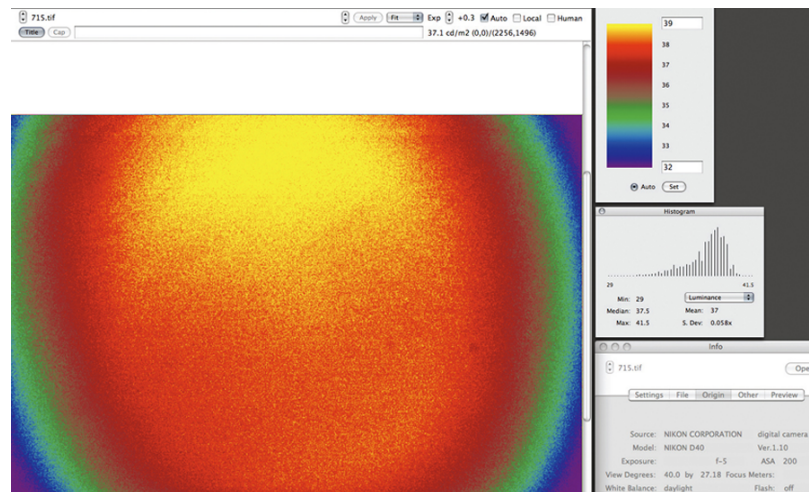 715.tif Apply Fit Exp +0.3 Auto Local Human
Title Cap 37.1 cd/m2 (0,0)/(2256,1496)
39
38
37
36
35
34
33
32
Auto Set
Histogram
29 41.5
Min: 29 Luminance
Median: 37.5 Mean: 37
Max: 41.5 S. Dev: 0.058x
Info
715.tif Ope
Settings File Origin Other Preview
Source: NIKON CORPORATION digital camera
Model: NIKON D40 Ver.1.10
Exposure: f-5 ASA 200
View Degrees: 40.0 by 27.18 Focus Meters:
White Balance: daylight Flash: off